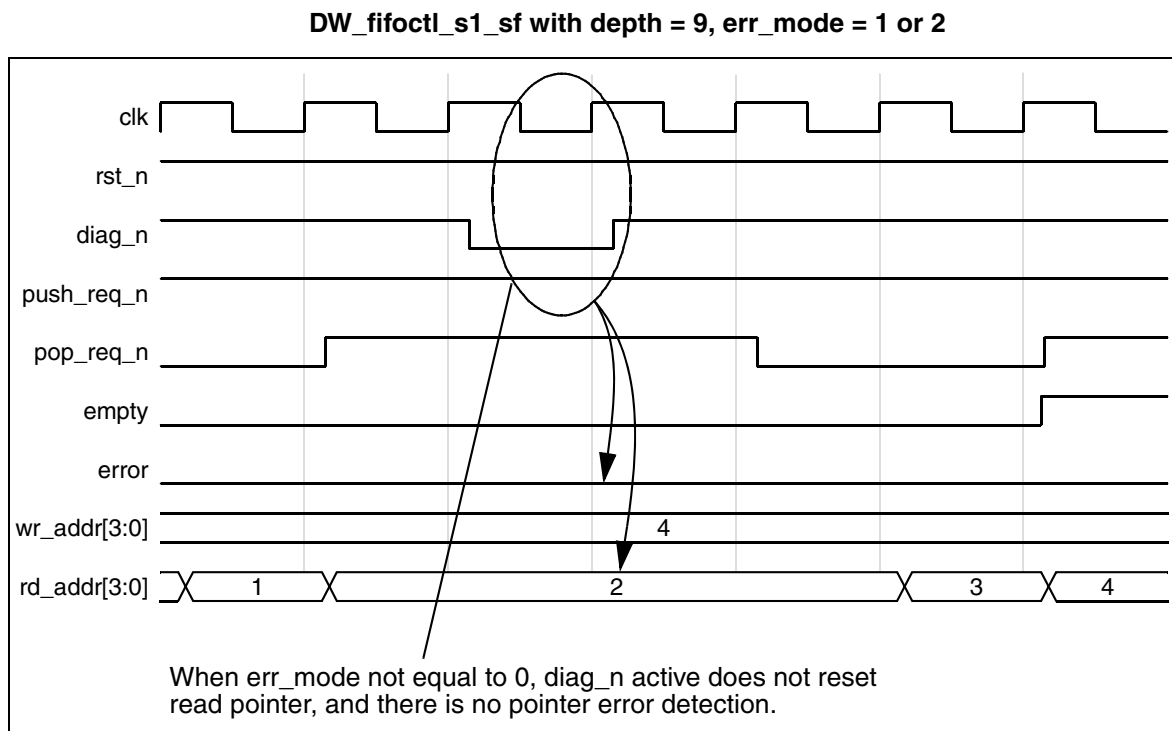 DW_fifoctl_s1_sf with depth = 9, err_mode = 1 or 2
clk
rst_n
diag_n
push_req_n
pop_req_n
empty
error
wr_addr[3:0] 4
rd_addr[3:0] 1 2 3 4
When err_mode not equal to 0, diag_n active does not reset
read pointer, and there is no pointer error detection.